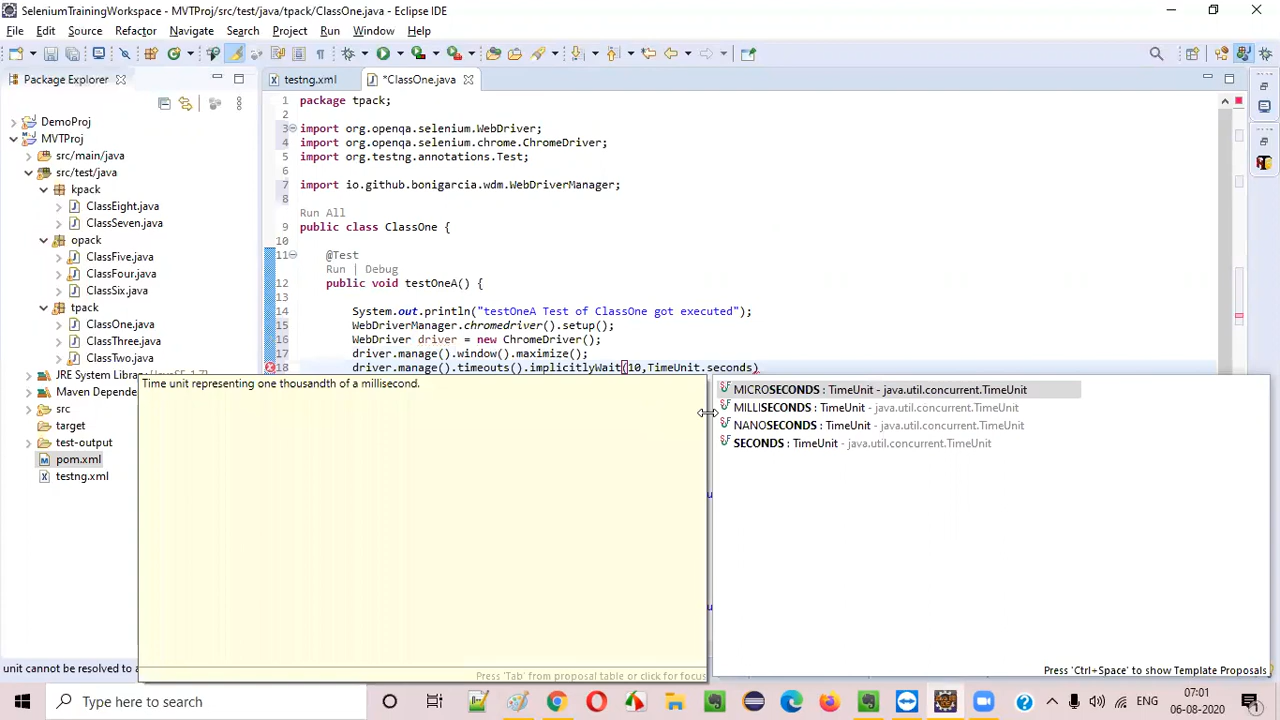 SeleniumTrainingWorkspace - MVTProj/src/test/java/tpack/ClassOne.java - Eclipse IDE
File Edit Source Refactor Navigate Search Project Run Window Help
Package Explorer
testng.xml
*ClassOne.java
DemoProj
MVTProj
src/main/java
src/test/java
kpack
ClassEight.java
ClassSeven.java
opack
ClassFive.java
ClassFour.java
ClassSix.java
tpack
ClassOne.java
ClassThree.java
ClassTwo.java
JRE System Library
Maven Depende
src
target
test-output
pom.xml
testng.xml
1 package tpack;
2
3 import org.openqa.selenium.WebDriver;
4 import org.openqa.selenium.chrome.ChromeDriver;
5 import org.testng.annotations.Test;
6
7 import io.github.bonigarcia.wdm.WebDriverManager;
8
Run All
9 public class ClassOne {
10
11 @Test
Run | Debug
12 public void testOneA() {
13
14 System.out.println("testOneA Test of ClassOne got executed");
15 WebDriverManager.chromedriver().setup();
16 WebDriver driver = new ChromeDriver();
17 driver.manage().window().maximize();
18 driver.manage().timeouts().implicitlyWait(10,TimeUnit.seconds)
Time unit representing one thousandth of a millisecond.
Press 'Tab' from proposal table or click for focus
MICROSECONDS : TimeUnit - java.util.concurrent.TimeUnit
MILLISECONDS : TimeUnit - java.util.concurrent.TimeUnit
NANOSECONDS : TimeUnit - java.util.concurrent.TimeUnit
SECONDS : TimeUnit - java.util.concurrent.TimeUnit
Press 'Ctrl+Space' to show Template Proposals
unit cannot be resolved to a
Type here to search
ENG
07:01
06-08-2020